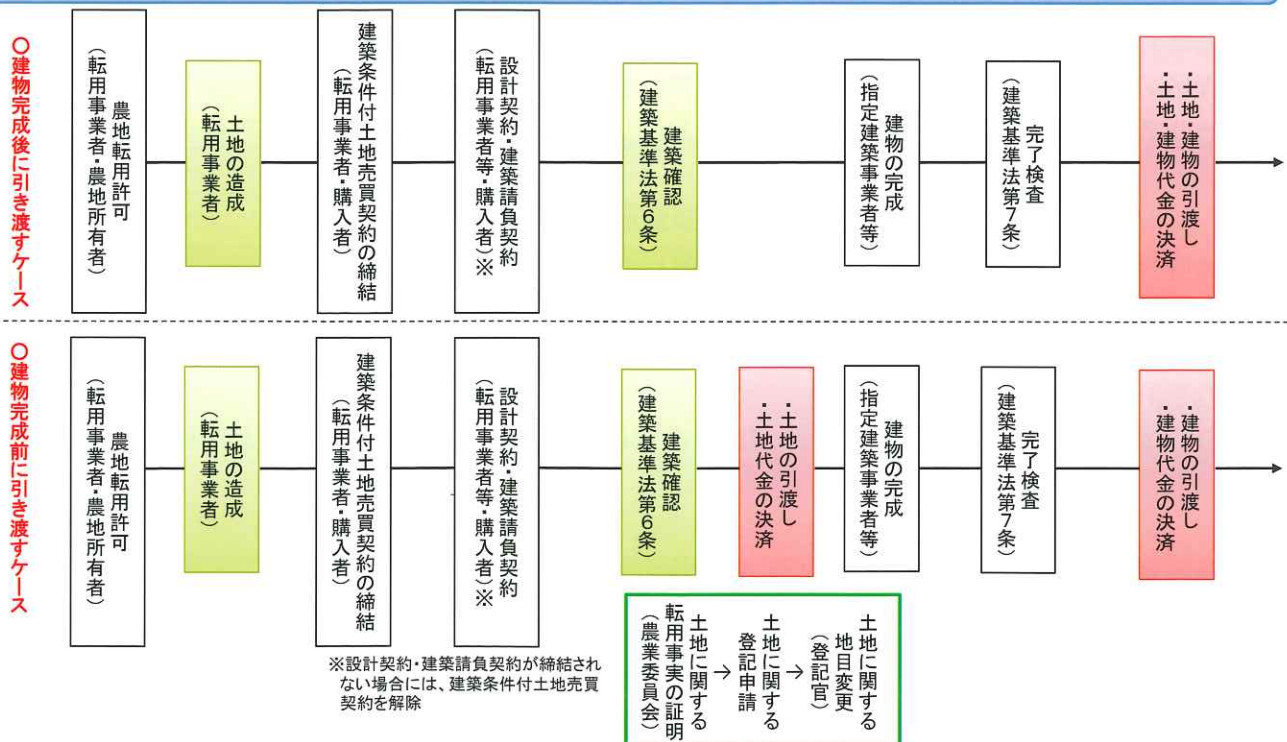 〇建物完成後に引き渡すケース
農地転用許可
（転用事業者・農地所有者）
土地の造成
（転用事業者）
建築条件付土地売買契約の締結
（転用事業者・購入者）
設計契約・建築請負契約
（転用事業者等・購入者）※
建築確認
（建築基準法第６条）
建物の完成
（指定建築事業者等）
完了検査
（建築基準法第７条）
・土地・建物の引渡し
・土地・建物代金の決済
〇建物完成前に引き渡すケース
農地転用許可
（転用事業者・農地所有者）
土地の造成
（転用事業者）
建築条件付土地売買契約の締結
（転用事業者・購入者）
設計契約・建築請負契約
（転用事業者等・購入者）※
建築確認
（建築基準法第６条）
・土地の引渡し
・土地代金の決済
建物の完成
（指定建築事業者等）
完了検査
（建築基準法第７条）
・建物の引渡し
・建物代金の決済
※設計契約・建築請負契約が締結され
ない場合には、建築条件付土地売買
契約を解除
土地に関する
転用事実の証明
（農業委員会）
→
土地に関する
登記申請
→
土地に関する
地目変更
（登記官）